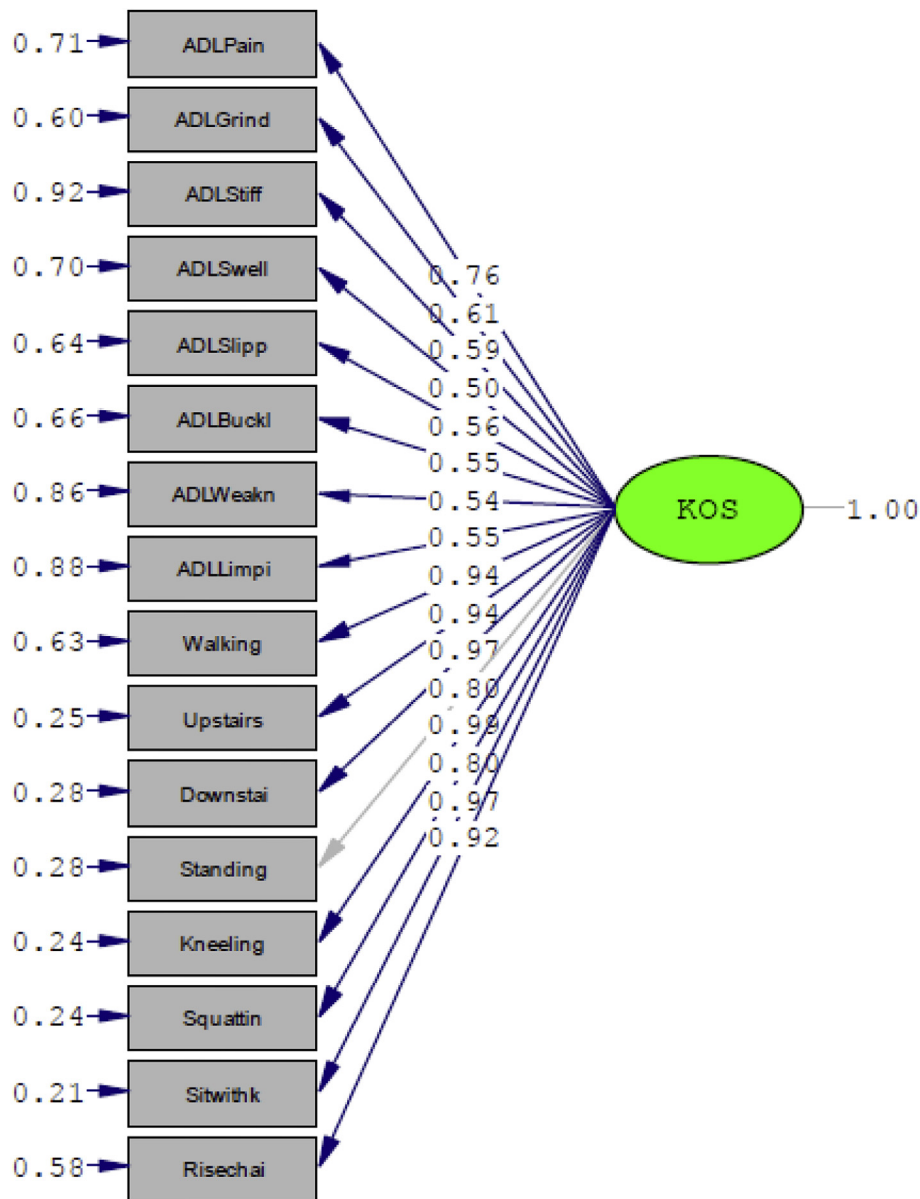 0.71 ADLPain
0.60 ADLGrind
0.92 ADLStiff
0.70 ADLSwell
0.76
0.61
0.64 ADLSlipp
0.59
0.50
0.66 ADLBuckl
0.56
0.55
0.86 ADLWeakn
0.54
KOS 1.00
0.88 ADLLimpi
0.55
0.94
0.63 Walking
0.94
0.97
0.25 Upstairs
0.80
0.99
0.28 Downstai
0.80
0.97
0.92
0.28 Standing
0.24 Kneeling
0.24 Squattin
0.21 Sitwithk
0.58 Risechai